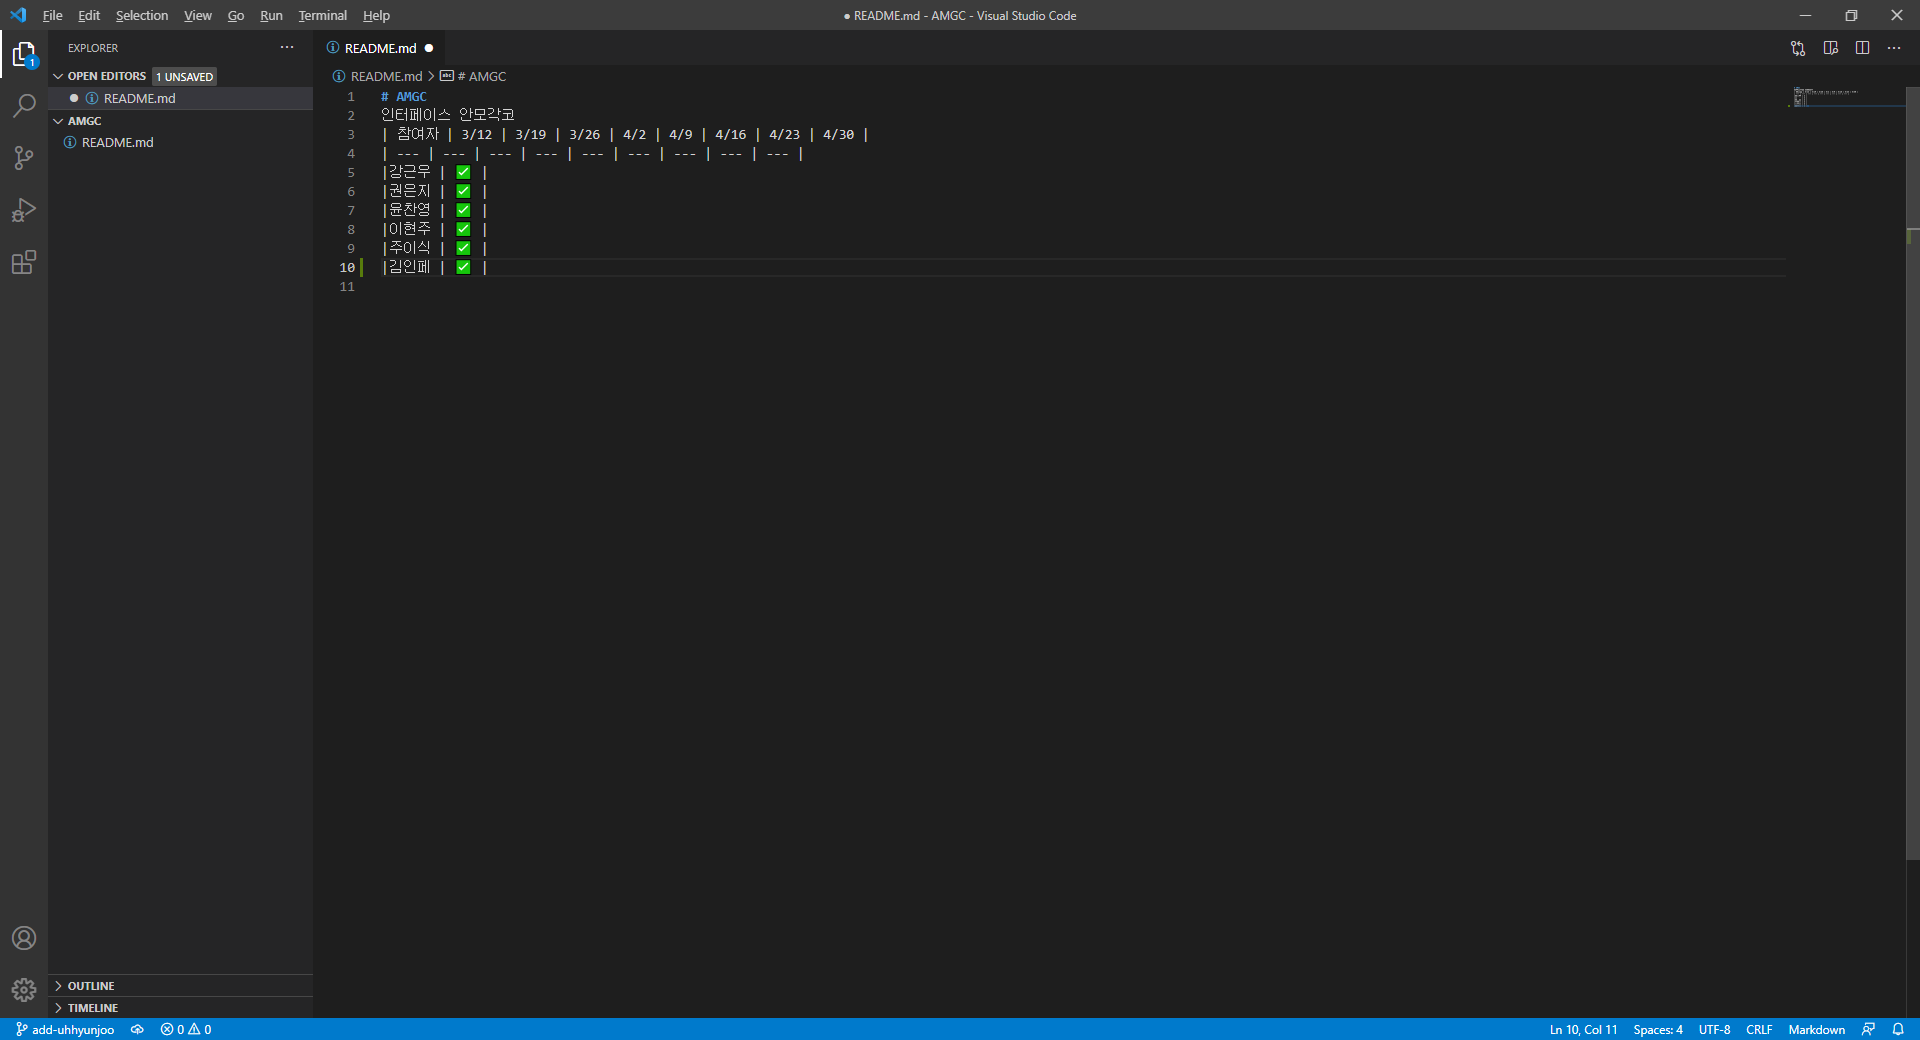 File Edit Selection View Go Run Terminal Help
● README.md - AMGC - Visual Studio Code
EXPLORER
OPEN EDITORS 1 UNSAVED
README.md
AMGC
README.md
OUTLINE
TIMELINE
1
README.md
README.md > # AMGC
1 # AMGC
2 인터페이스 안모각코
3 | 참여자 | 3/12 | 3/19 | 3/26 | 4/2 | 4/9 | 4/16 | 4/23 | 4/30 |
4 | --- | --- | --- | --- | --- | --- | --- | --- | --- |
5 |강근우 | ✅ |
6 |권은지 | ✅ |
7 |윤찬영 | ✅ |
8 |이현주 | ✅ |
9 |주이식 | ✅ |
10 |김인페 | ✅ |
11
add-uhhyunjoo 0 0
Ln 10, Col 11 Spaces: 4 UTF-8 CRLF Markdown